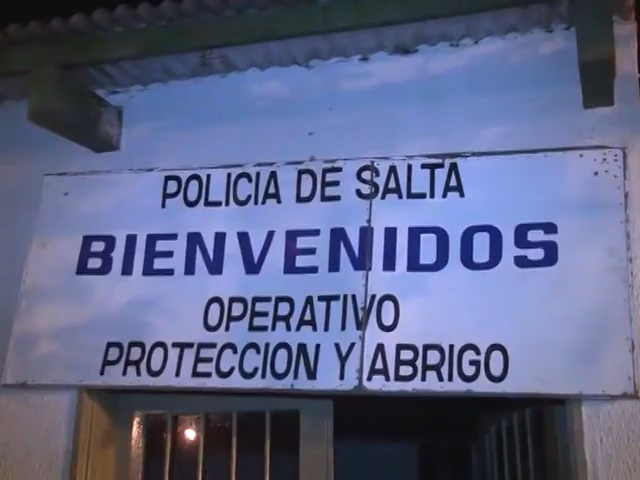 POLICIA DE SALTA
BIENVENIDOS
OPERATIVO
PROTECCION Y ABRIGO